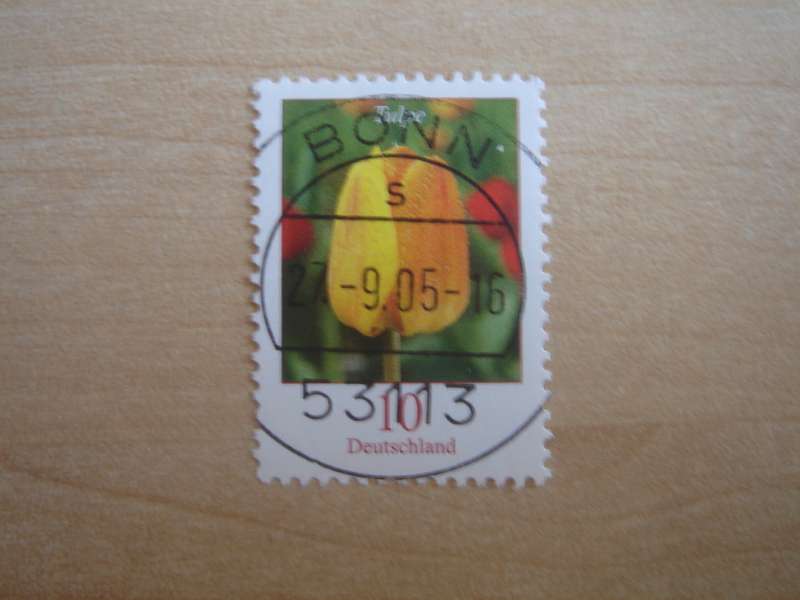 Tulpe
BONN
s
27.-9.05-16
53113
10
Deutschland